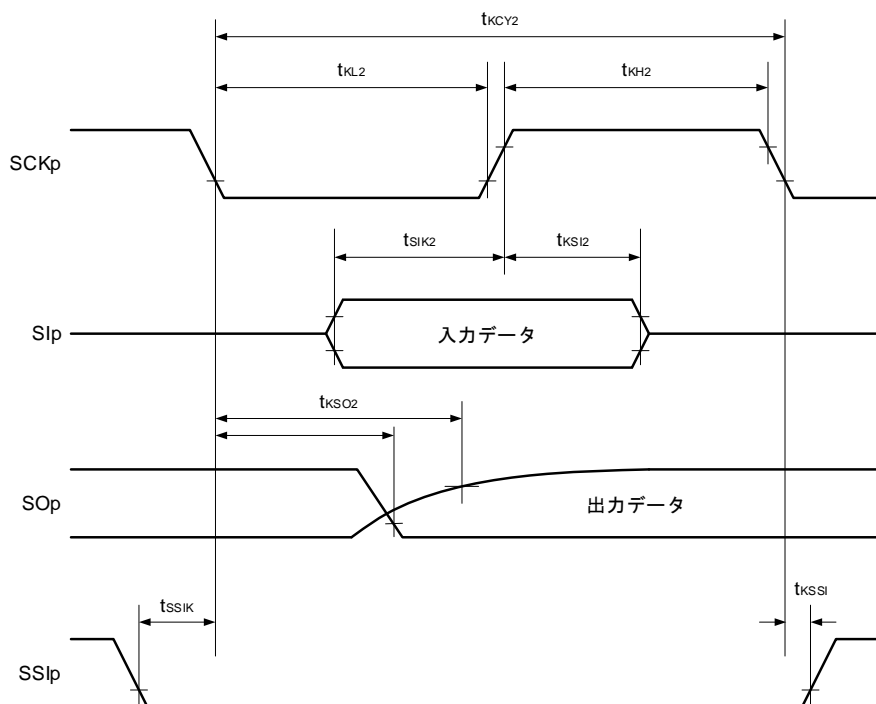 tKCY2
tKL2
tKH2
SCKp
tSIK2
tKSI2
SIp
入力データ
tKSO2
SOp
出力データ
tSSIK
tKSSI
SSIp